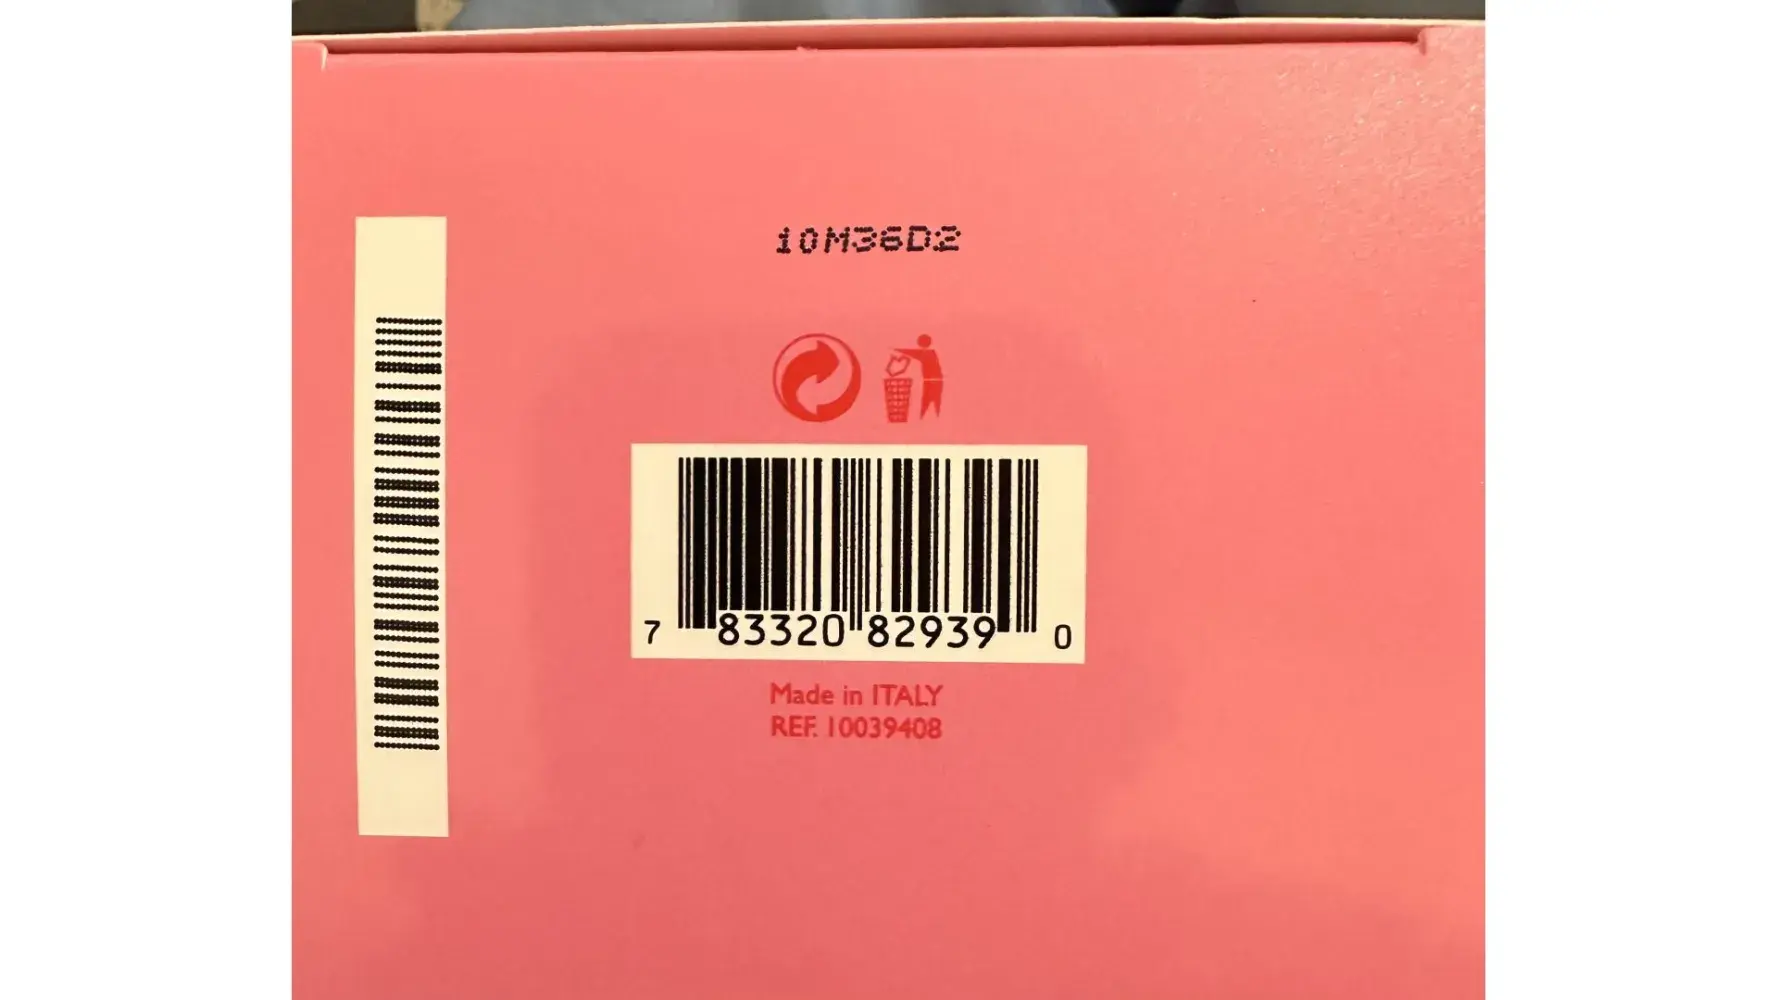 10M36D2
7 83320 82939 0
Made in ITALY
REF. 10039408